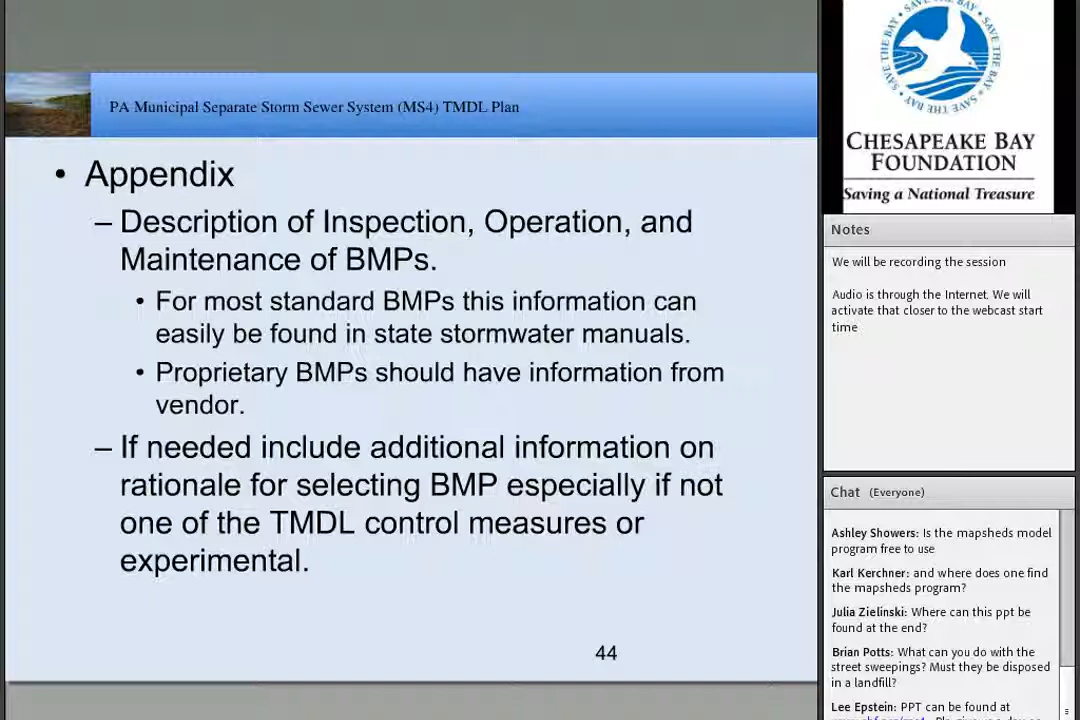 PA Municipal Separate Storm Sewer System (MS4) TMDL Plan
• Appendix
– Description of Inspection, Operation, and
Maintenance of BMPs.
• For most standard BMPs this information can
easily be found in state stormwater manuals.
• Proprietary BMPs should have information from
vendor.
– If needed include additional information on
rationale for selecting BMP especially if not
one of the TMDL control measures or
experimental.
44
SAVE THE BAY
SAVE THE BAY
CHESAPEAKE BAY
FOUNDATION
Saving a National Treasure
Notes
We will be recording the session
Audio is through the Internet. We will
activate that closer to the webcast start
time
Chat (Everyone)
Ashley Showers: Is the mapsheds model
program free to use
Karl Kerchner: and where does one find
the mapsheds program?
Julia Zielinski: Where can this ppt be
found at the end?
Brian Potts: What can you do with the
street sweepings? Must they be disposed
in a landfill?
Lee Epstein: PPT can be found at